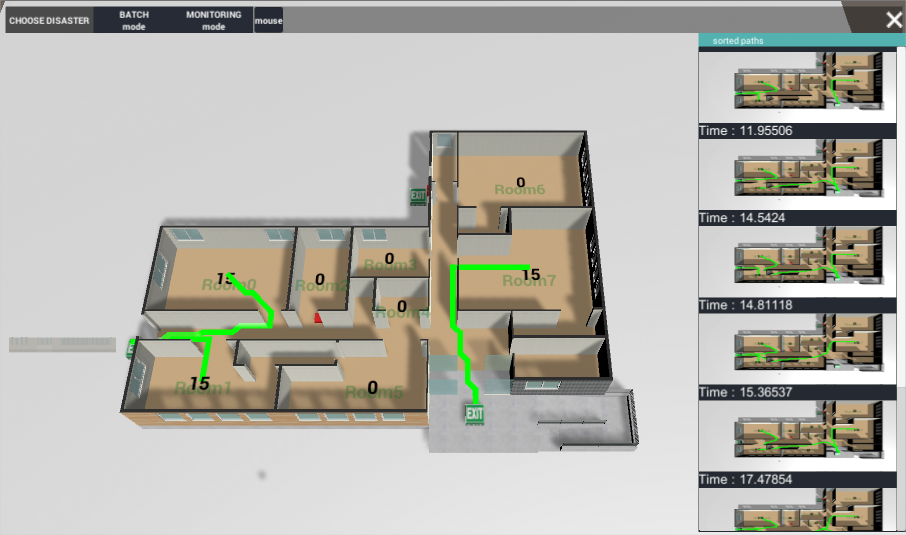 CHOOSE DISASTER
BATCH
mode
MONITORING
mode
mouse
sorted paths
Time : 11.95506
Time : 14.5424
Time : 14.81118
Time : 15.36537
Time : 17.47854
EXIT
0
Room6
15
Room0
0
0
Room3
15
Room7
0
15
Room1
0
Room5
EXIT